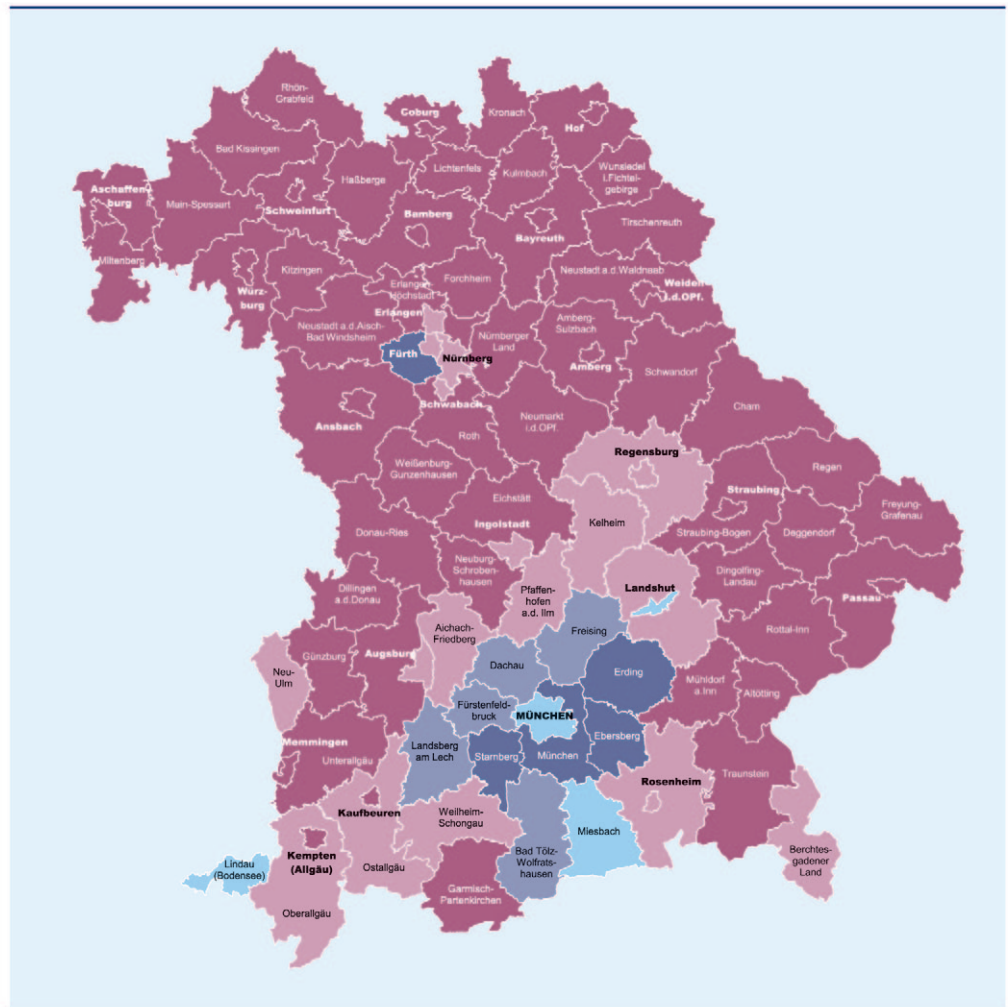 Rhön-
Grabfeld
Coburg
Kronach
Hof
Bad Kissingen
Lichtenfels
Kulmbach
Wunsiedel
i.Fichtel-
gebirge
Haßberge
Aschaffen
burg
Main-Spessart
Schweinfurt
Bamberg
Bayreuth
Tirschenreuth
Miltenberg
Kitzingen
Würz-
burg
Erlangen-
Höchstadt
Forchheim
Neustadt a.d.Waldnaab
Weiden
i.d.OPf.
Erlangen
Neustadt a.d.Aisch-
Bad Windsheim
Fürth
Nürnberg
Nürnberger
Land
Amberg-
Sulzbach
Amberg
Schwandorf
Schwabach
Ansbach
Roth
Neumarkt
i.d.OPf.
Cham
Weißenburg-
Gunzenhausen
Regensburg
Regen
Eichstätt
Straubing
Freyung-
Grafenau
Ingolstadt
Kelheim
Donau-Ries
Straubing-Bogen
Deggendorf
Neuburg-
Schroben-
hausen
Dingolfing-
Landau
Dillingen
a.d.Donau
Pfaffen-
hofen
a.d. Ilm
Landshut
Passau
Aichach-
Friedberg
Freising
Rottal-Inn
Günzburg
Augsburg
Dachau
Erding
Neu-
Ulm
Mühldorf
a.Inn
Altötting
Fürstenfeld-
bruck
MÜNCHEN
Ebersberg
Memmingen
Unterallgäu
Landsberg
am Lech
Starnberg
München
Traunstein
Rosenheim
Kaufbeuren
Weilheim-
Schongau
Miesbach
Lindau
(Bodensee)
Kempten
(Allgäu)
Ostallgäu
Bad Tölz-
Wolfrats-
hausen
Berchtes-
gadener
Land
Garmisch-
Partenkirchen
Oberallgäu